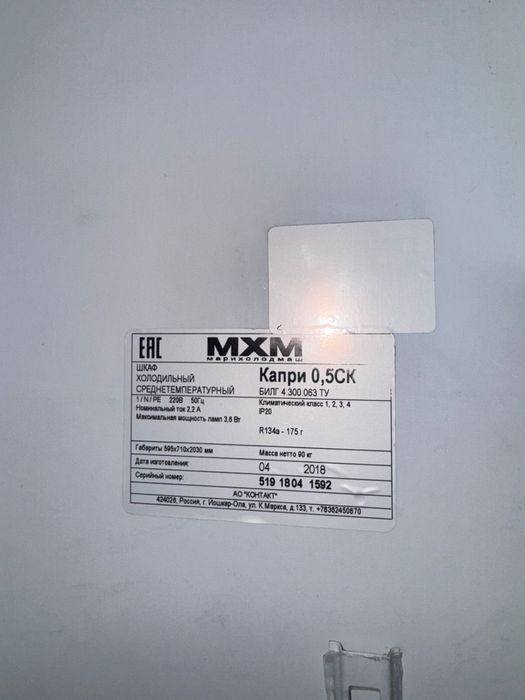 EAC
МХМ
марихолодмаш
ШКАФ
ХОЛОДИЛЬНЫЙ
СРЕДНЕТЕМПЕРАТУРНЫЙ
Капри 0,5СК
БИЛГ 4.300.063 ТУ
1/N/PE 220В 50Гц
Номинальный ток 2,2 А
Максимальная мощность ламп 3,6 Вт
Климатический класс 1, 2, 3, 4
IP20
R134a - 175 г
Габариты 595х710х2030 мм
Масса нетто 90 кг
Дата изготовления: 04 2018
Серийный номер: 519 1804 1592
АО "КОНТАКТ"
424026, Россия, г. Йошкар-Ола, ул. К.Маркса, д.133, т. +78362450670